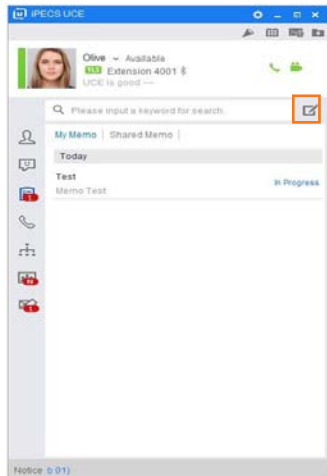 iPECS UCE
Olive Available
Extension 4001
UCE is good ---
Please input a keyword for search.
My Memo | Shared Memo |
Today
Test
In Progress
Memo Test
Notice